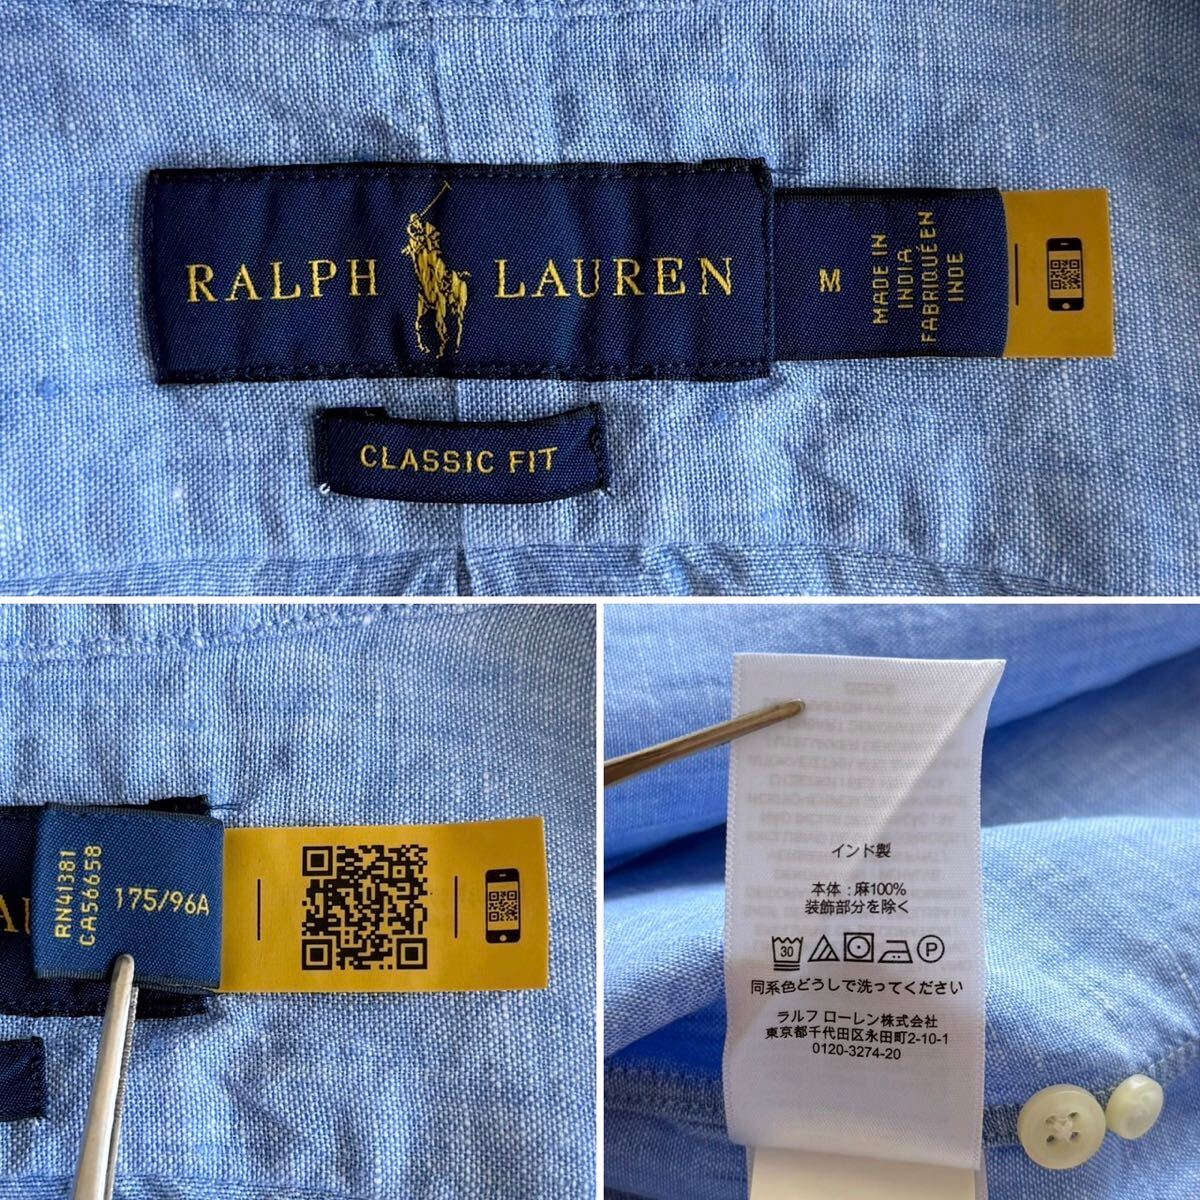 RALPH LAUREN
M
MADE IN
INDIA
FABRIQUÉ EN
INDE
CLASSIC FIT
RN41381
CA56658
175/96A
インド製
本体:麻100%
装飾部分を除く
30
P
同系色どうしで洗ってください
ラルフ ローレン株式会社
東京都千代田区永田町2-10-1
0120-3274-20